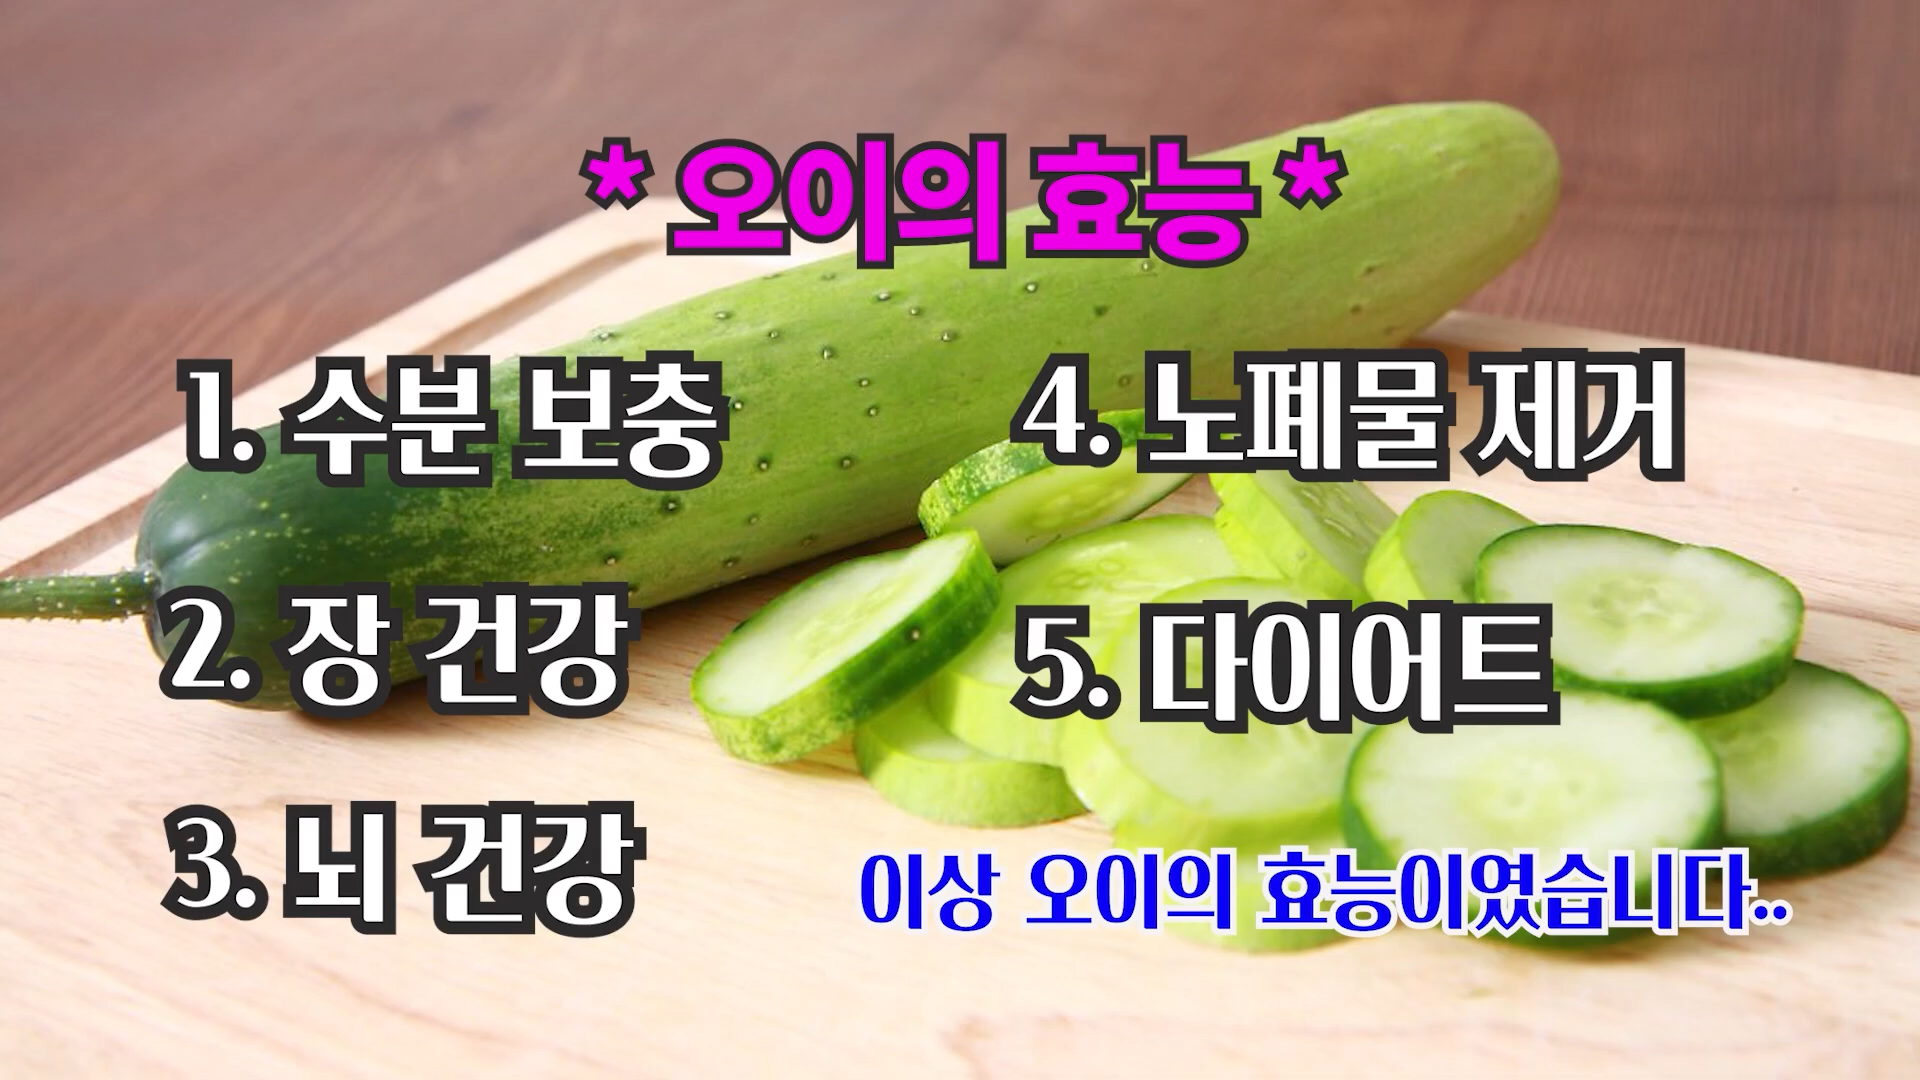 * 오이의 효능 *
1. 수분 보충
2. 장 건강
3. 뇌 건강
4. 노폐물 제거
5. 다이어트
이상 오이의 효능이였습니다..